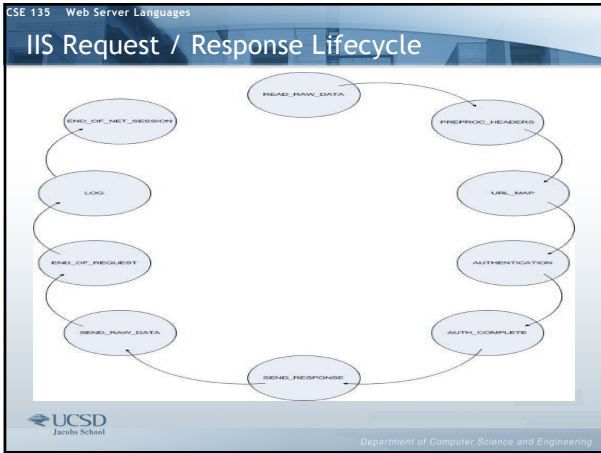 CSE 135 Web Server Languages
IIS Request / Response Lifecycle
READ_RAW_DATA
PREPROC_HEADERS
URL_MAP
AUTHENTICATION
AUTH_COMPLETE
SEND_RESPONSE
SEND_RAW_DATA
END_OF_REQUEST
LOG
END_OF_NET_SESSION
UCSD
Jacobs School
Department of Computer Science and Engineering